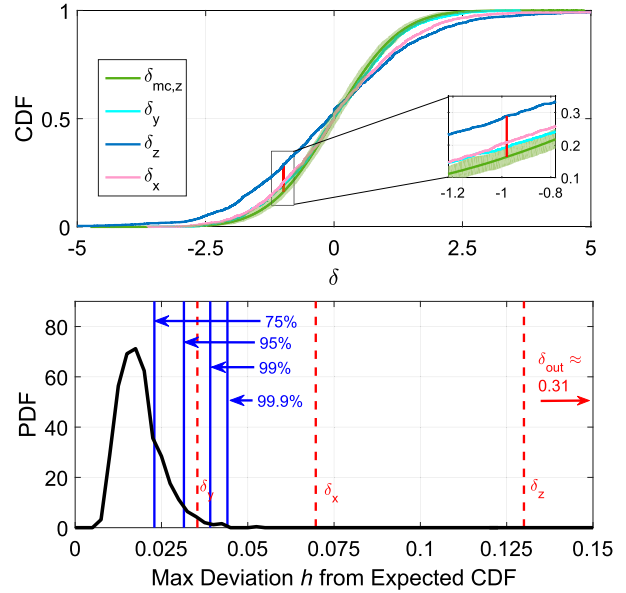 1
0.5
0
CDF
δmc,z
δy
δz
δx
0.3
0.2
0.1
-1.2
-1
-0.8
-5
-2.5
0
2.5
5
δ
80
60
40
20
0
PDF
75%
95%
99%
99.9%
δout ≈
0.31
δy
δx
δz
0
0.025
0.05
0.075
0.1
0.125
0.15
Max Deviation h from Expected CDF